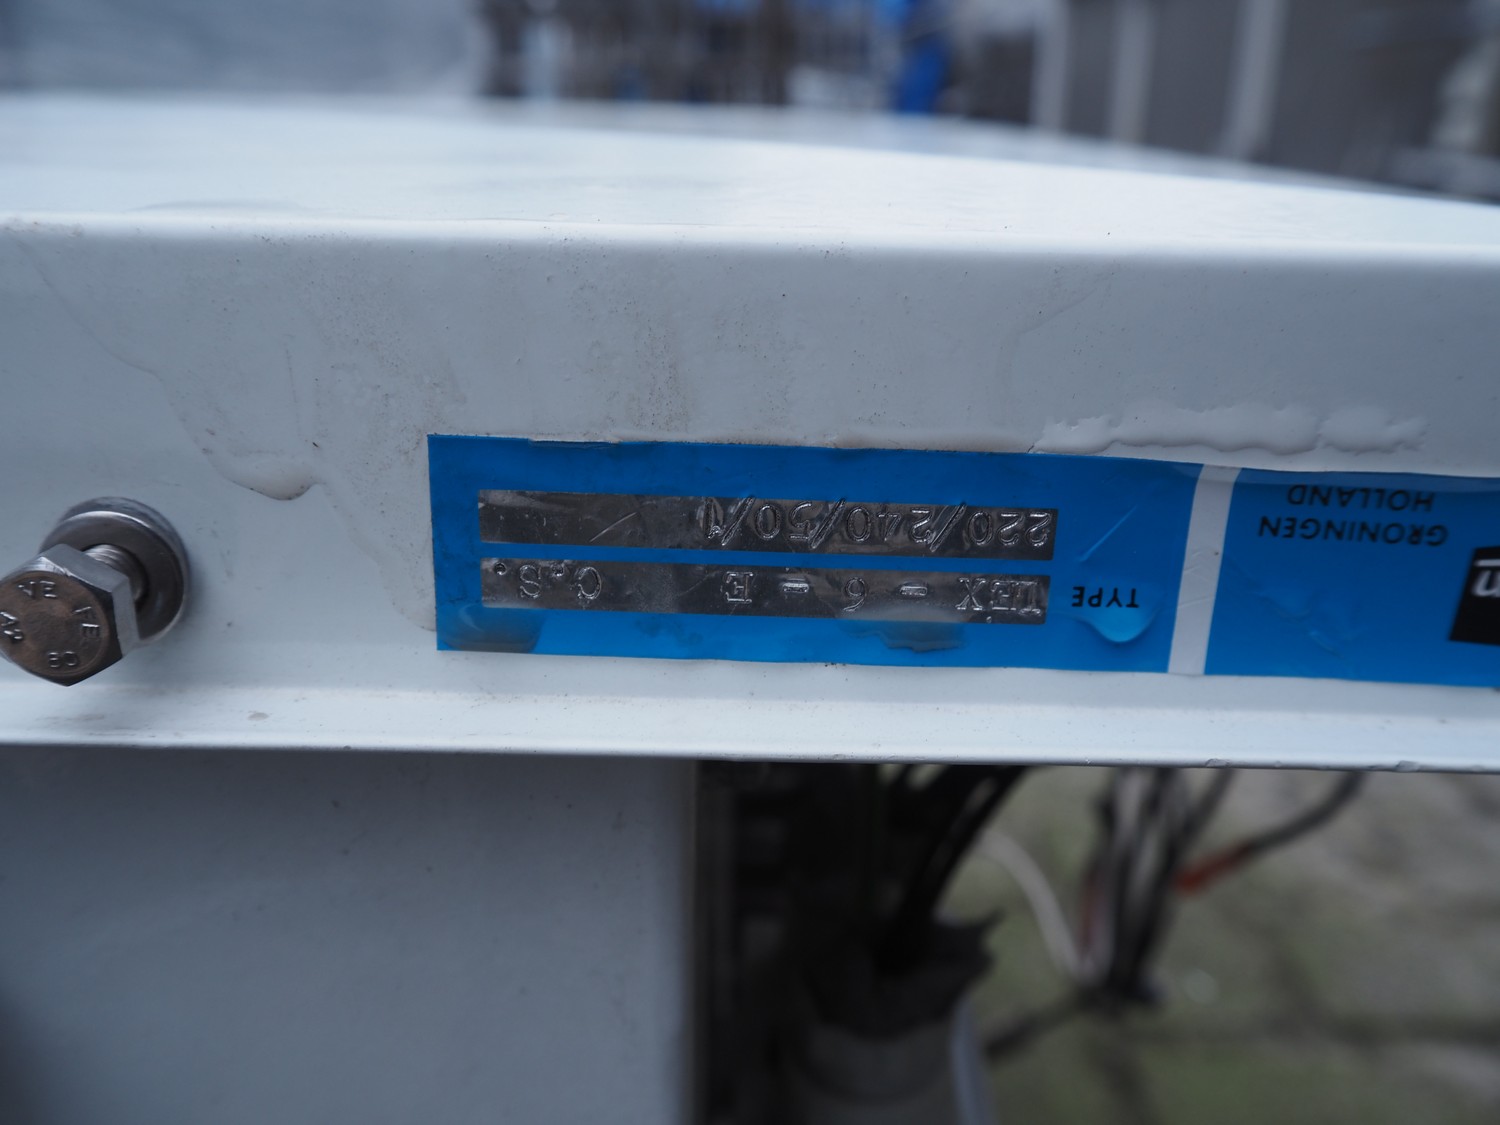 GRONINGEN
HOLLAND
TYPE
TEX - 6 - E C.S.
220/240/50/1